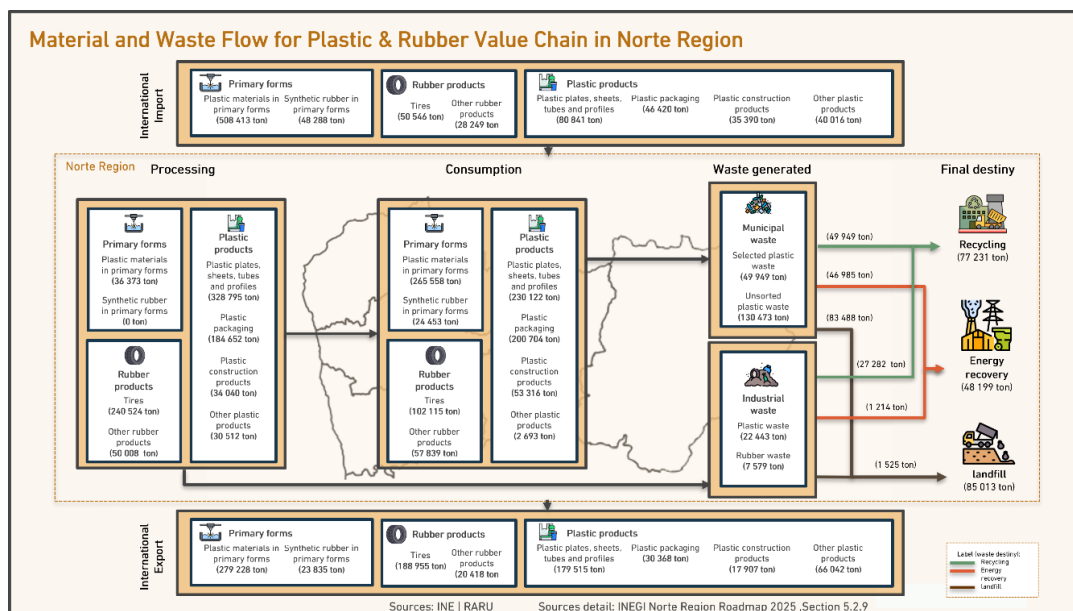 Material and Waste Flow for Plastic & Rubber Value Chain in Norte Region
International
Import
Primary forms
Plastic materials in
primary forms
(508 413 ton)
Synthetic rubber in
primary forms
(48 288 ton)
Rubber products
Tires
(50 546 ton)
Other rubber
products
(28 249 ton
Plastic products
Plastic plates, sheets,
tubes and profiles
(80 841 ton)
Plastic packaging
(46 420 ton)
Plastic construction
products
(35 390 ton)
Other plastic
products
(40 016 ton)
Norte Region
Processing
Consumption
Waste generated
Final destiny
Primary forms
Plastic materials
in primary forms
(36 373 ton)
Synthetic rubber
in primary forms
(0 ton)
Rubber
products
Tires
(240 524 ton)
Other rubber
products
(50 008 ton)
Plastic
products
Plastic plates,
sheets, tubes
and profiles
(328 795 ton)
Plastic
packaging
(184 652 ton)
Plastic
construction
products
(34 040 ton)
Other plastic
products
(30 512 ton)
Primary forms
Plastic materials
in primary forms
(265 558 ton)
Synthetic rubber
in primary forms
(24 453 ton)
Rubber
products
Tires
(102 115 ton)
Other rubber
products
(57 839 ton)
Plastic
products
Plastic plates,
sheets, tubes
and profiles
(230 122 ton)
Plastic
packaging
(200 704 ton)
Plastic
construction
products
(53 316 ton)
Other plastic
products
(2 693 ton)
Municipal
waste
Selected plastic
waste
(49 949 ton)
Unsorted
plastic waste
(130 473 ton)
Industrial
waste
Plastic waste
(22 443 ton)
Rubber waste
(7 579 ton)
(49 949 ton)
(46 985 ton)
(83 488 ton)
(27 282 ton)
(1 214 ton)
(1 525 ton)
Recycling
(77 231 ton)
Energy
recovery
(48 199 ton)
landfill
(85 013 ton)
International
Export
Primary forms
Plastic materials in
primary forms
(279 228 ton)
Synthetic rubber in
primary forms
(23 835 ton)
Rubber products
Tires
(188 955 ton)
Other rubber
products
(20 418 ton
Plastic products
Plastic plates, sheets,
tubes and profiles
(179 515 ton)
Plastic packaging
(30 368 ton)
Plastic construction
products
(17 907 ton)
Other plastic
products
(66 042 ton)
Label (waste destiny):
Recycling
Energy
recovery
landfill
Sources: INE | RARU
Sources detail: INEGI Norte Region Roadmap 2025 ,Section 5.2.9